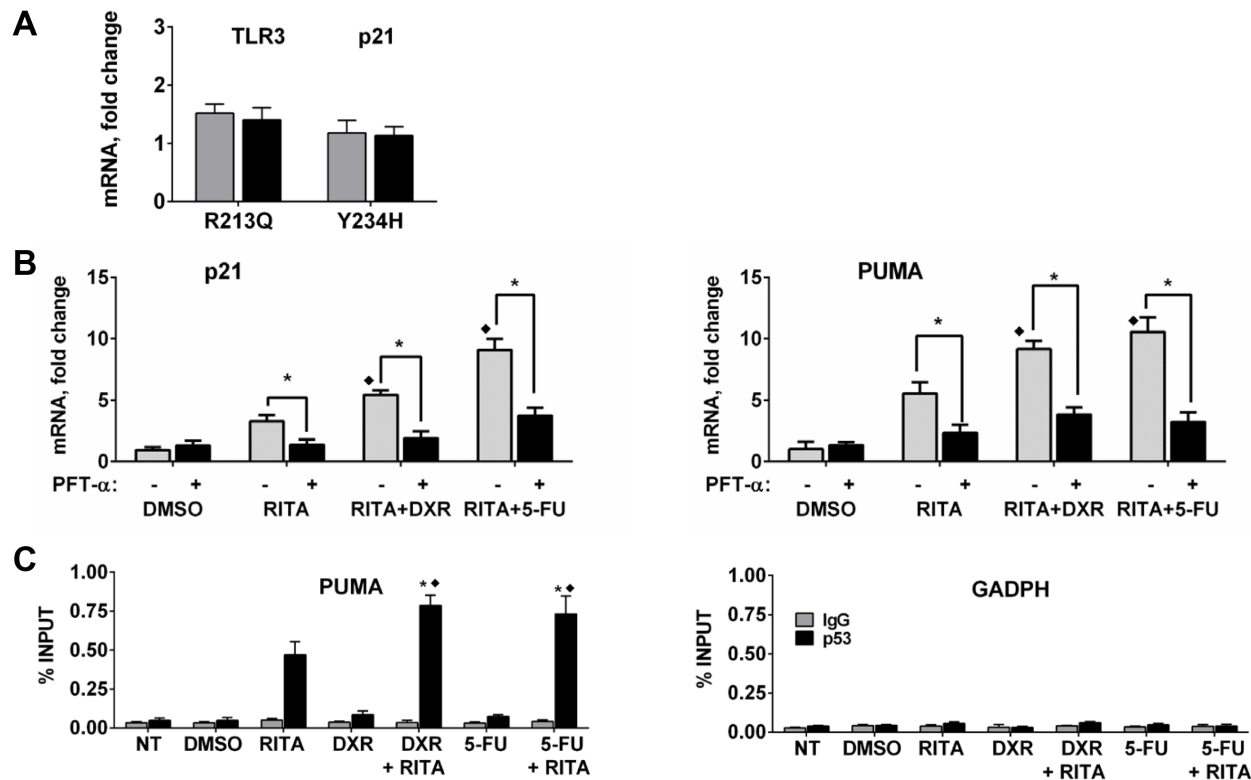 A
mRNA, fold change
3
2
1
0
TLR3 p21
R213Q Y234H
B
p21
mRNA, fold change
15
10
5
0
* * *
◆ ◆
PFT-α: - + - + - + - +
DMSO RITA RITA+DXR RITA+5-FU
PUMA
mRNA, fold change
15
10
5
0
* * *
◆ ◆
PFT-α: - + - + - + - +
DMSO RITA RITA+DXR RITA+5-FU
C
PUMA
% INPUT
1.00
0.75
0.50
0.25
0.00
*◆ *◆
NT DMSO RITA DXR DXR 5-FU 5-FU
+ RITA + RITA
GADPH
% INPUT
1.00
0.75
0.50
0.25
0.00
IgG
p53
NT DMSO RITA DXR DXR 5-FU 5-FU
+ RITA + RITA